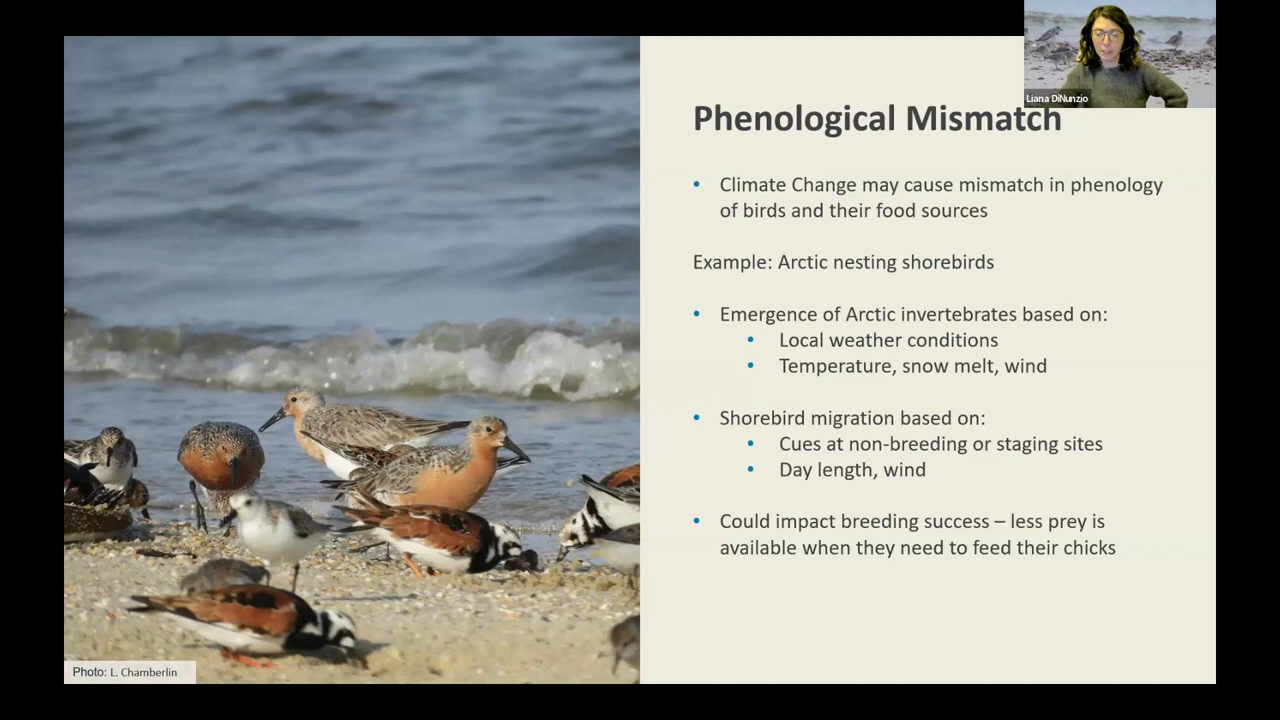 Liana DiNunzio
Phenological Mismatch
• Climate Change may cause mismatch in phenology
of birds and their food sources
Example: Arctic nesting shorebirds
• Emergence of Arctic invertebrates based on:
• Local weather conditions
• Temperature, snow melt, wind
• Shorebird migration based on:
• Cues at non-breeding or staging sites
• Day length, wind
• Could impact breeding success – less prey is
available when they need to feed their chicks
Photo: L. Chamberlin